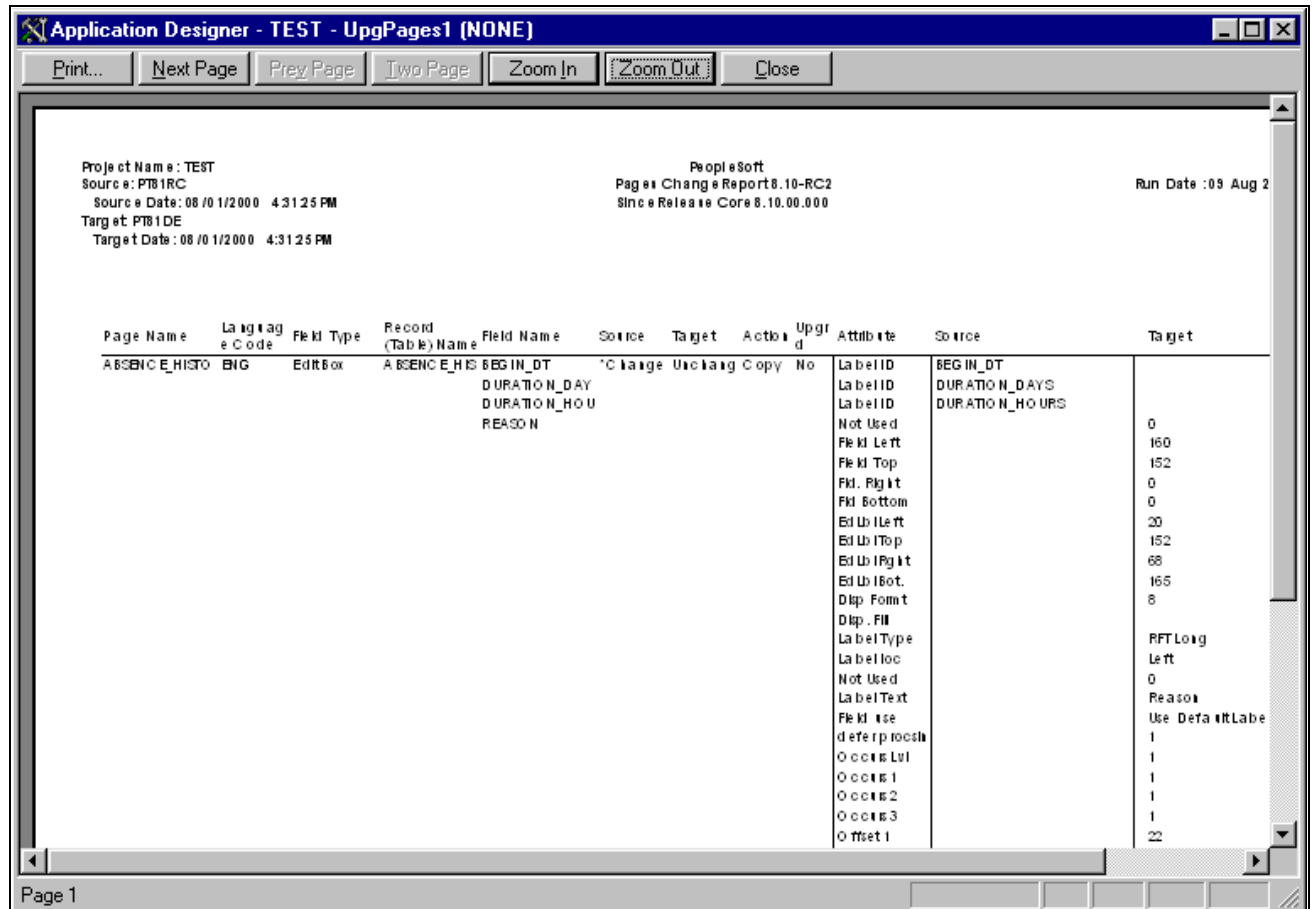 Application Designer - TEST - UpgPages1 (NONE)
Print... Next Page Prev Page Two Page Zoom In Zoom Out Close
Project Name: TEST PeopleSoft
Source: PT81RC Pages Change Report 8.10-RC2 Run Date :09 Aug 2
Source Date: 08/01/2000 4:31:25 PM Since Release Core 8.10.00.000
Target: PT81DE
Target Date: 08/01/2000 4:31:25 PM
Page Name Language Code Field Type Record (Table) Name Field Name Source Target Action Upgrd Attribute Source Target
ABSENCE_HISTO ENG EditBox ABSENCE_HIS BEGIN_DT *Change Unchang Copy No LabelID BEGIN_DT
DURATION_DAY LabelID DURATION_DAYS
DURATION_HOU LabelID DURATION_HOURS
REASON Not Used 0
Field Left 160
Field Top 152
Fld. Right 0
Fld Bottom 0
EdLblLeft 20
EdLblTop 152
EdLblRght 68
EdLblBot. 165
Disp Formt 8
Disp. Fill
LabelType RFTLong
Labelloc Left
Not Used 0
LabelText Reason
Field use Use DefaultLabe
deferprocsin 1
OccursLvl 1
Occurs1 1
Occurs2 1
Occurs3 1
Offset1 22
Page 1